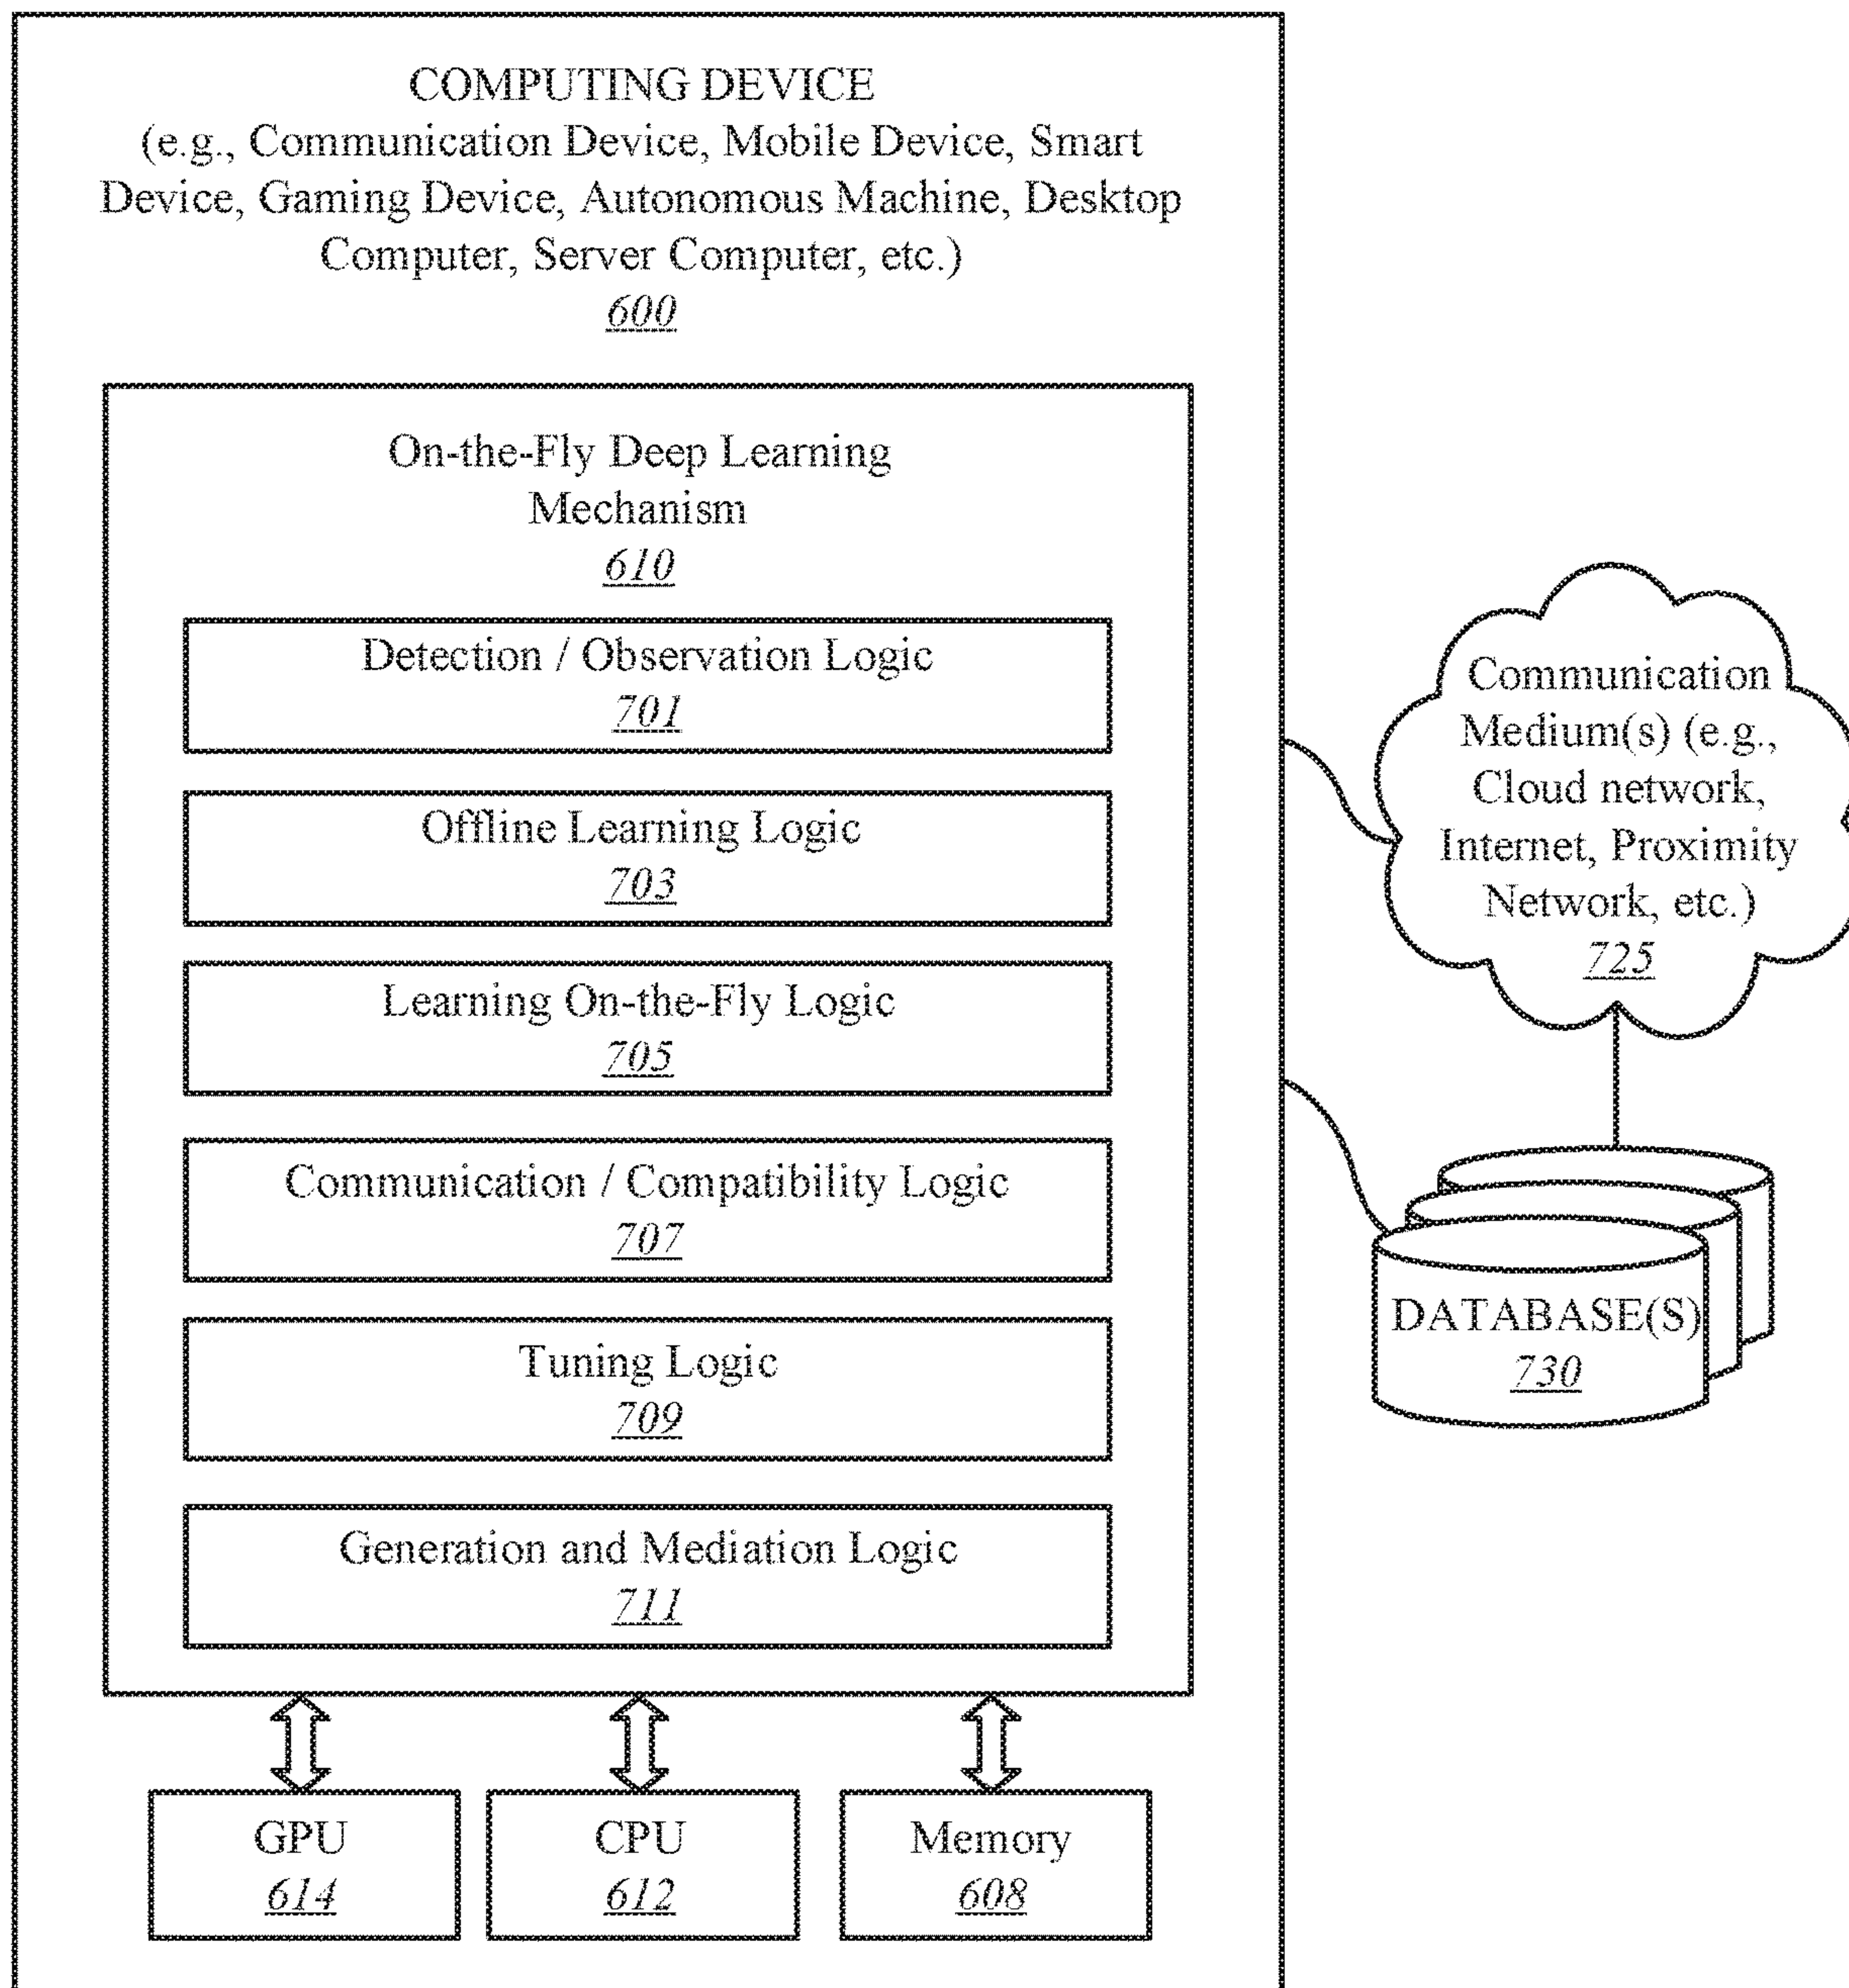 COMPUTING DEVICE
(e.g., Communication Device, Mobile Device, Smart
Device, Gaming Device, Autonomous Machine, Desktop
Computer, Server Computer, etc.)
600
On-the-Fly Deep Learning
Mechanism
610
Detection / Observation Logic
701
Offline Learning Logic
703
Learning On-the-Fly Logic
705
Communication / Compatibility Logic
707
Tuning Logic
709
Generation and Mediation Logic
711
GPU
614
CPU
612
Memory
608
Communication
Medium(s) (e.g.,
Cloud network,
Internet, Proximity
Network, etc.)
725
DATABASE(S)
730